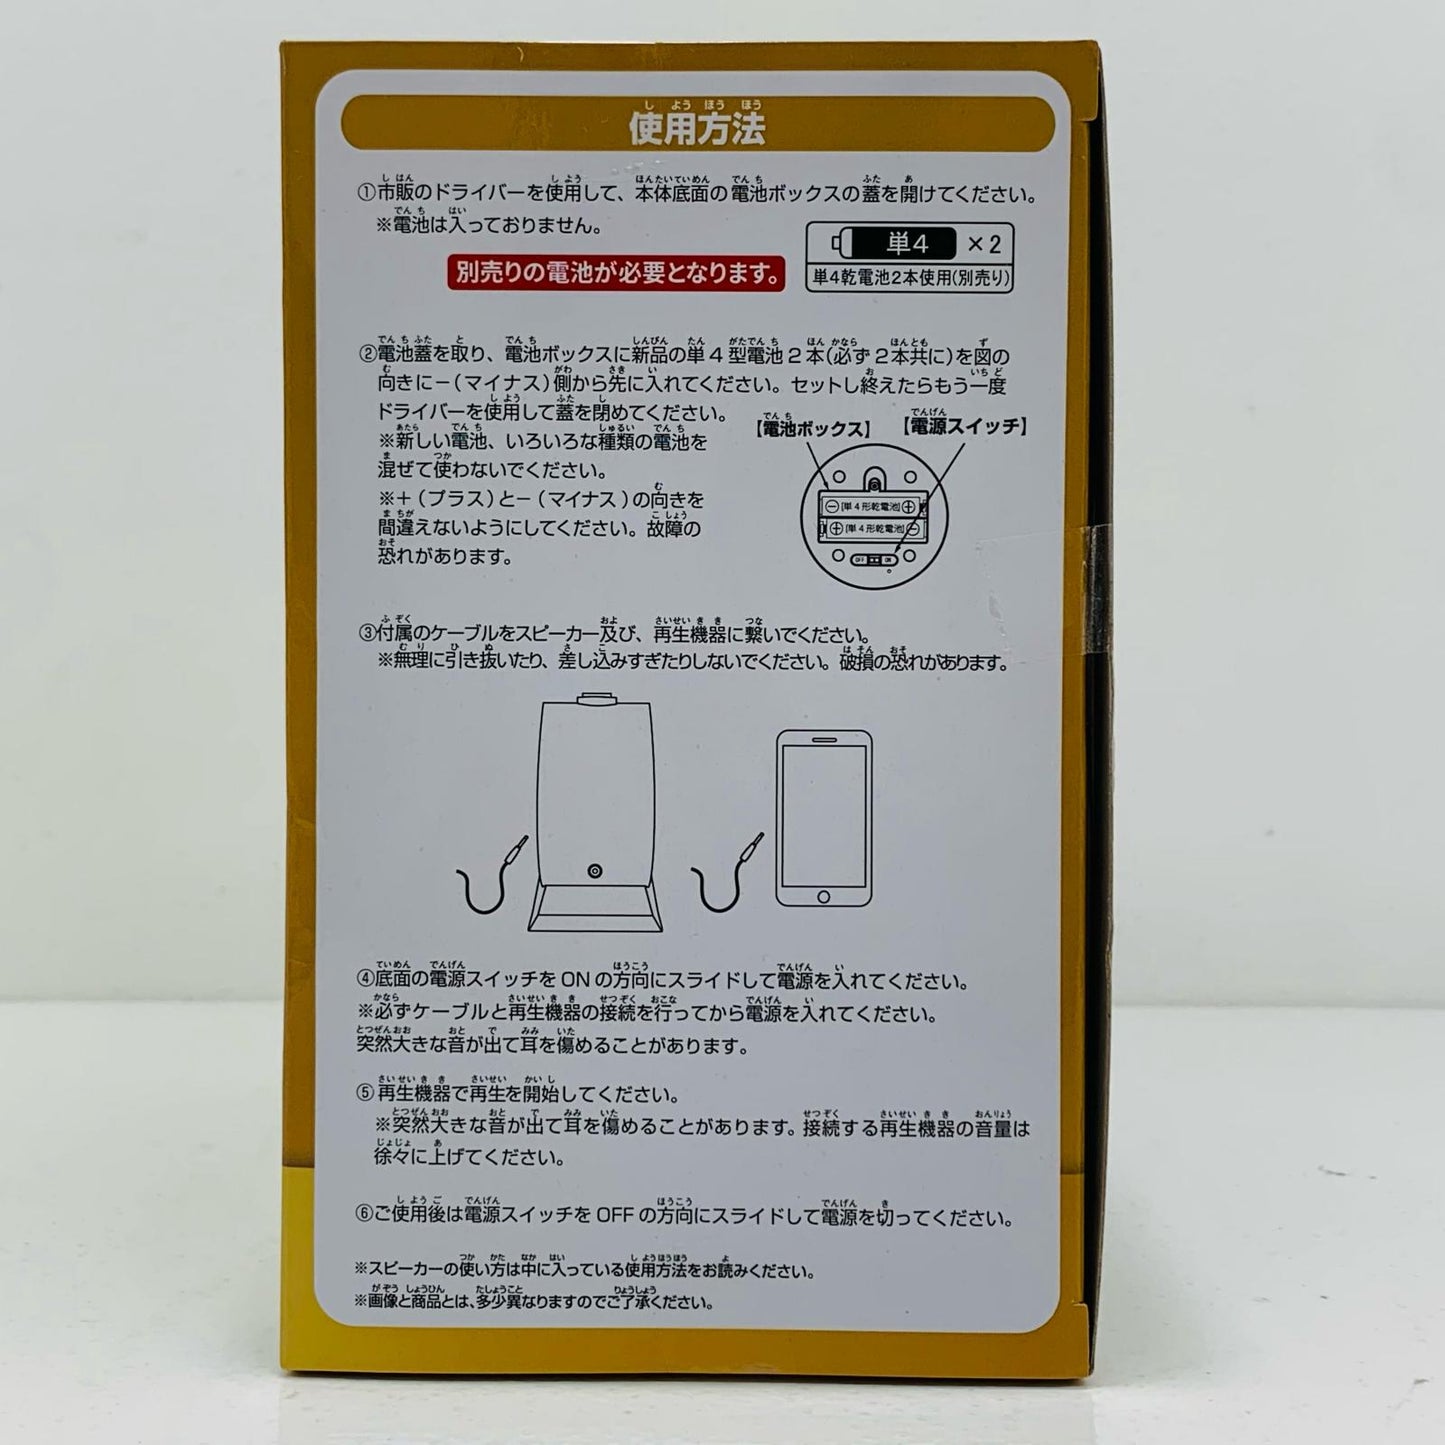 使用方法
①市販のドライバーを使用して、本体底面の電池ボックスの蓋を開けてください。
※電池は入っておりません。
別売りの電池が必要となります。
単4 ×2
単4乾電池2本使用(別売り)
②電池蓋を取り、電池ボックスに新品の単4型電池2本(必ず2本共に)を図の
向きに−(マイナス)側から先に入れてください。セットし終えたらもう一度
ドライバーを使用して蓋を閉めてください。
※新しい電池、いろいろな種類の電池を
混ぜて使わないでください。
※+(プラス)と−(マイナス)の向きを
間違えないようにしてください。故障の
恐れがあります。
【電池ボックス】 【電源スイッチ】
⊖[単4形乾電池]⊕
⊕[単4形乾電池]⊖
OFF ON
③付属のケーブルをスピーカー及び、再生機器に繋いでください。
※無理に引き抜いたり、差し込みすぎたりしないでください。破損の恐れがあります。
④底面の電源スイッチをONの方向にスライドして電源を入れてください。
※必ずケーブルと再生機器の接続を行ってから電源を入れてください。
突然大きな音が出て耳を傷めることがあります。
⑤再生機器で再生を開始してください。
※突然大きな音が出て耳を傷めることがあります。接続する再生機器の音量は
徐々に上げてください。
⑥ご使用後は電源スイッチをOFFの方向にスライドして電源を切ってください。
※スピーカーの使い方は中に入っている使用方法をお読みください。
※画像と商品とは、多少異なりますのでご了承ください。